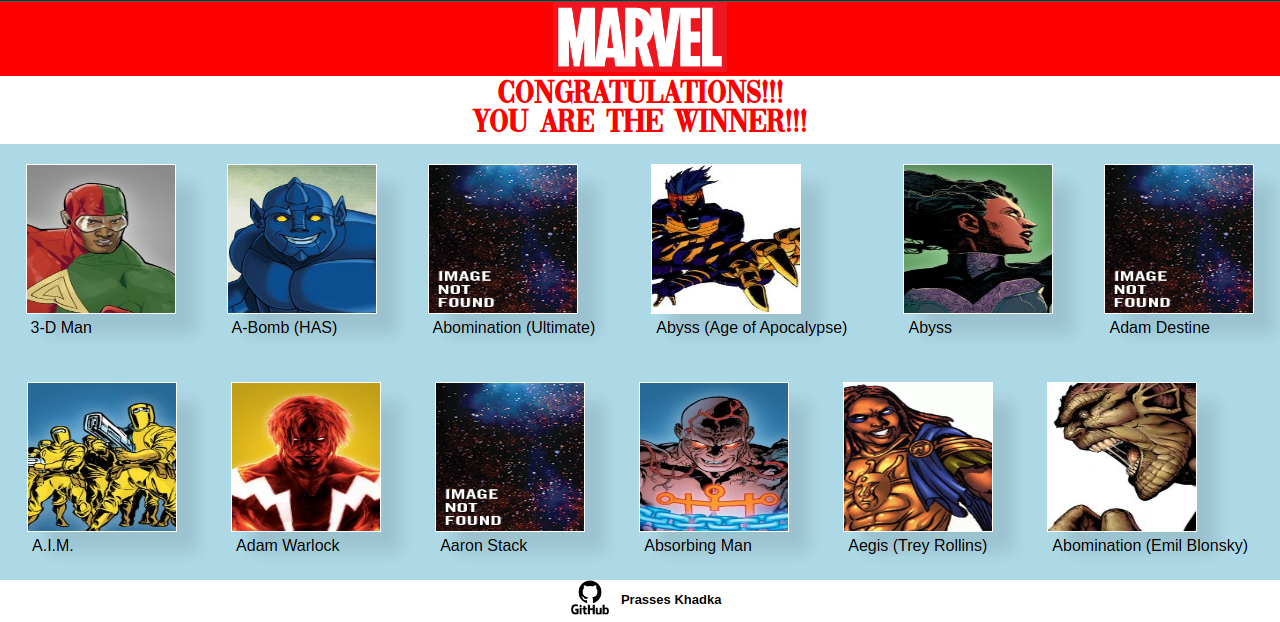 MARVEL
CONGRATULATIONS!!!
YOU ARE THE WINNER!!!
IMAGE
NOT
FOUND
IMAGE
NOT
FOUND
3-D Man
A-Bomb (HAS)
Abomination (Ultimate)
Abyss (Age of Apocalypse)
Abyss
Adam Destine
IMAGE
NOT
FOUND
A.I.M.
Adam Warlock
Aaron Stack
Absorbing Man
Aegis (Trey Rollins)
Abomination (Emil Blonsky)
GitHub
Prasses Khadka